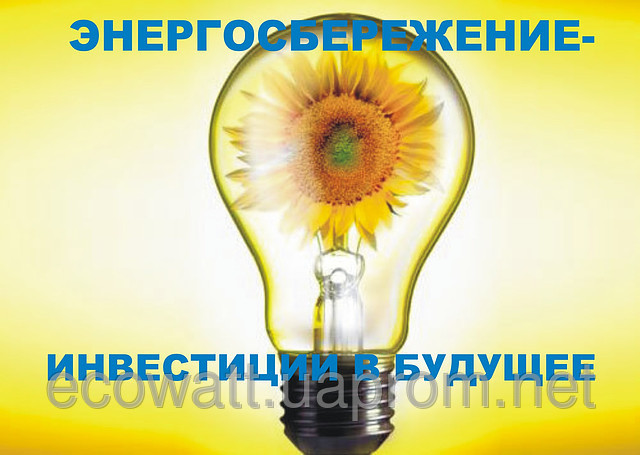 ЭНЕРГОСБЕРЕЖЕНИЕ-
ИНВЕСТИЦИИ В БУДУЩЕЕ
ecowatt.uaprom.net